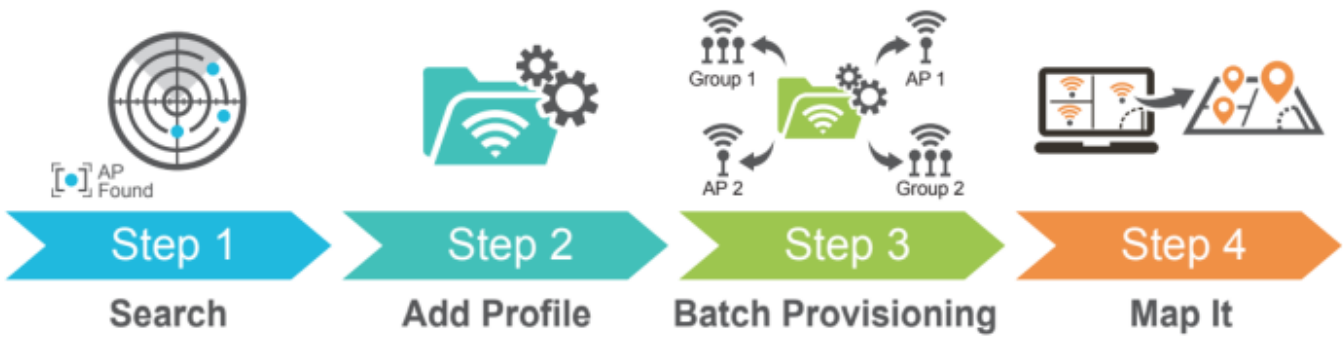 AP
Found
Group 1
AP 1
AP 2
Group 2
Step 1
Step 2
Step 3
Step 4
Search
Add Profile
Batch Provisioning
Map It